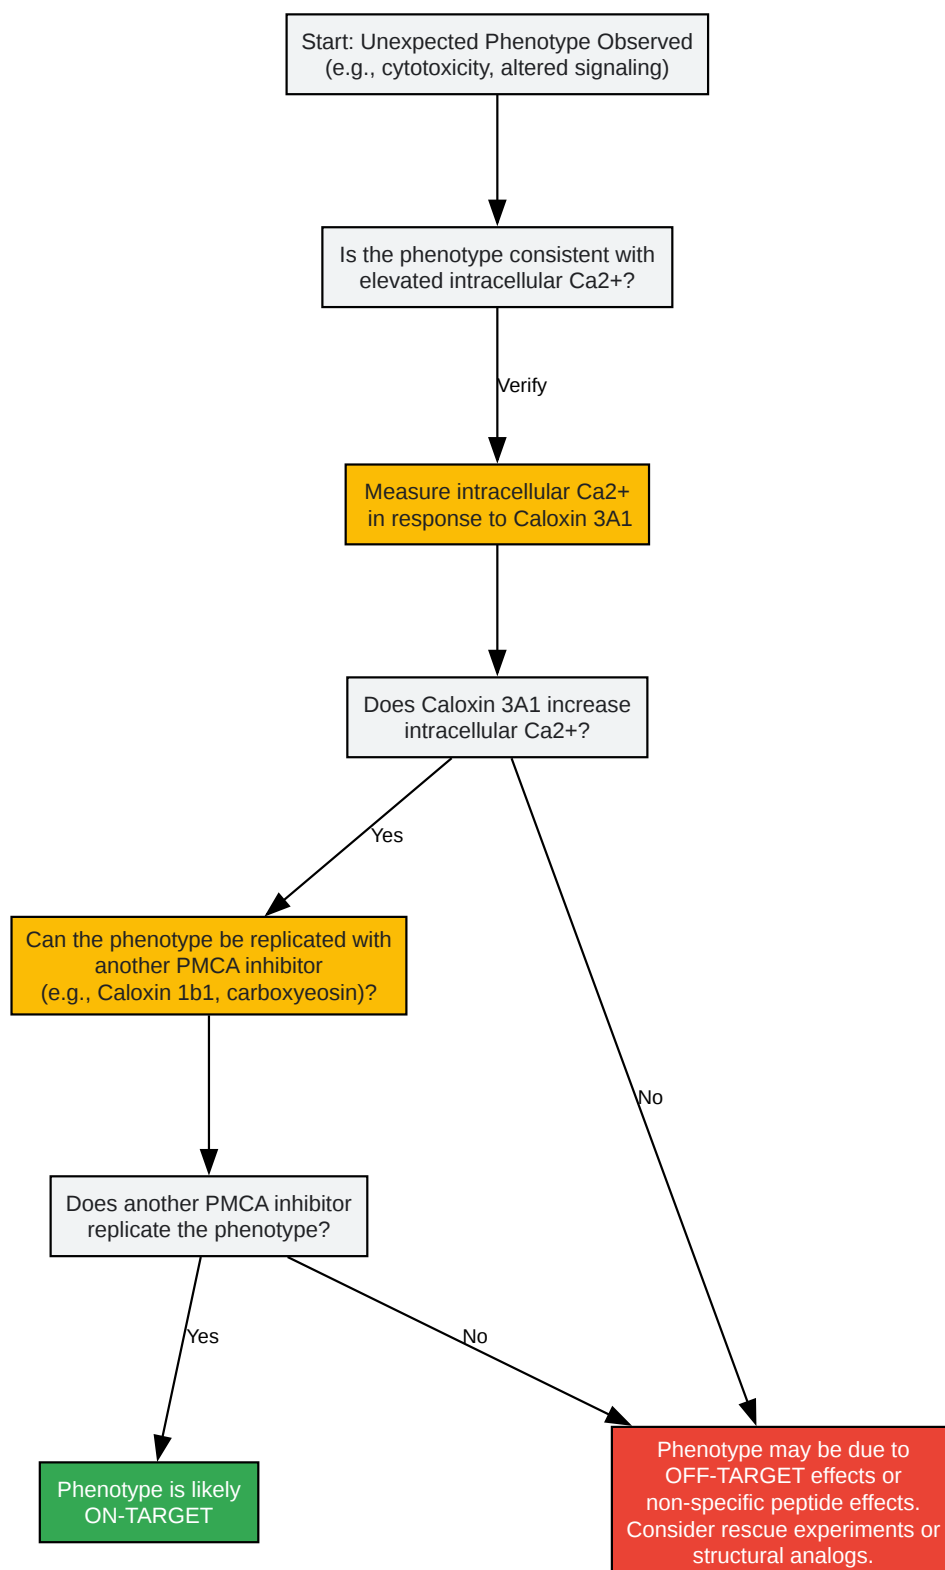 Start: Unexpected Phenotype Observed
(e.g., cytotoxicity, altered signaling)
Is the phenotype consistent with
elevated intracellular Ca2+?
Verify
Measure intracellular Ca2+
in response to Caloxin 3A1
Does Caloxin 3A1 increase
intracellular Ca2+?
Yes
Can the phenotype be replicated with
another PMCA inhibitor
(e.g., Caloxin 1b1, carboxyeosin)?
No
Does another PMCA inhibitor
replicate the phenotype?
Yes
No
Phenotype is likely
ON-TARGET
Phenotype may be due to
OFF-TARGET effects or
non-specific peptide effects.
Consider rescue experiments or
structural analogs.